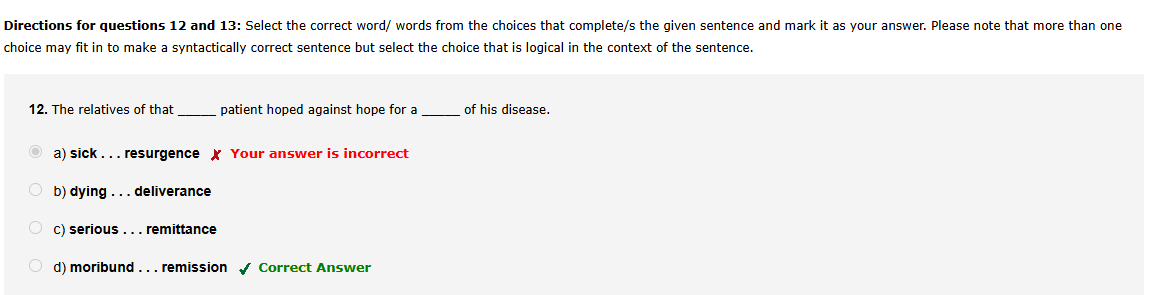 Directions for questions 12 and 13: Select the correct word/ words from the choices that complete/s the given sentence and mark it as your answer. Please note that more than one
choice may fit in to make a syntactically correct sentence but select the choice that is logical in the context of the sentence.
12. The relatives of that _____ patient hoped against hope for a _____ of his disease.
a) sick . . . resurgence ✗ Your answer is incorrect
b) dying . . . deliverance
c) serious . . . remittance
d) moribund . . . remission ✓ Correct Answer